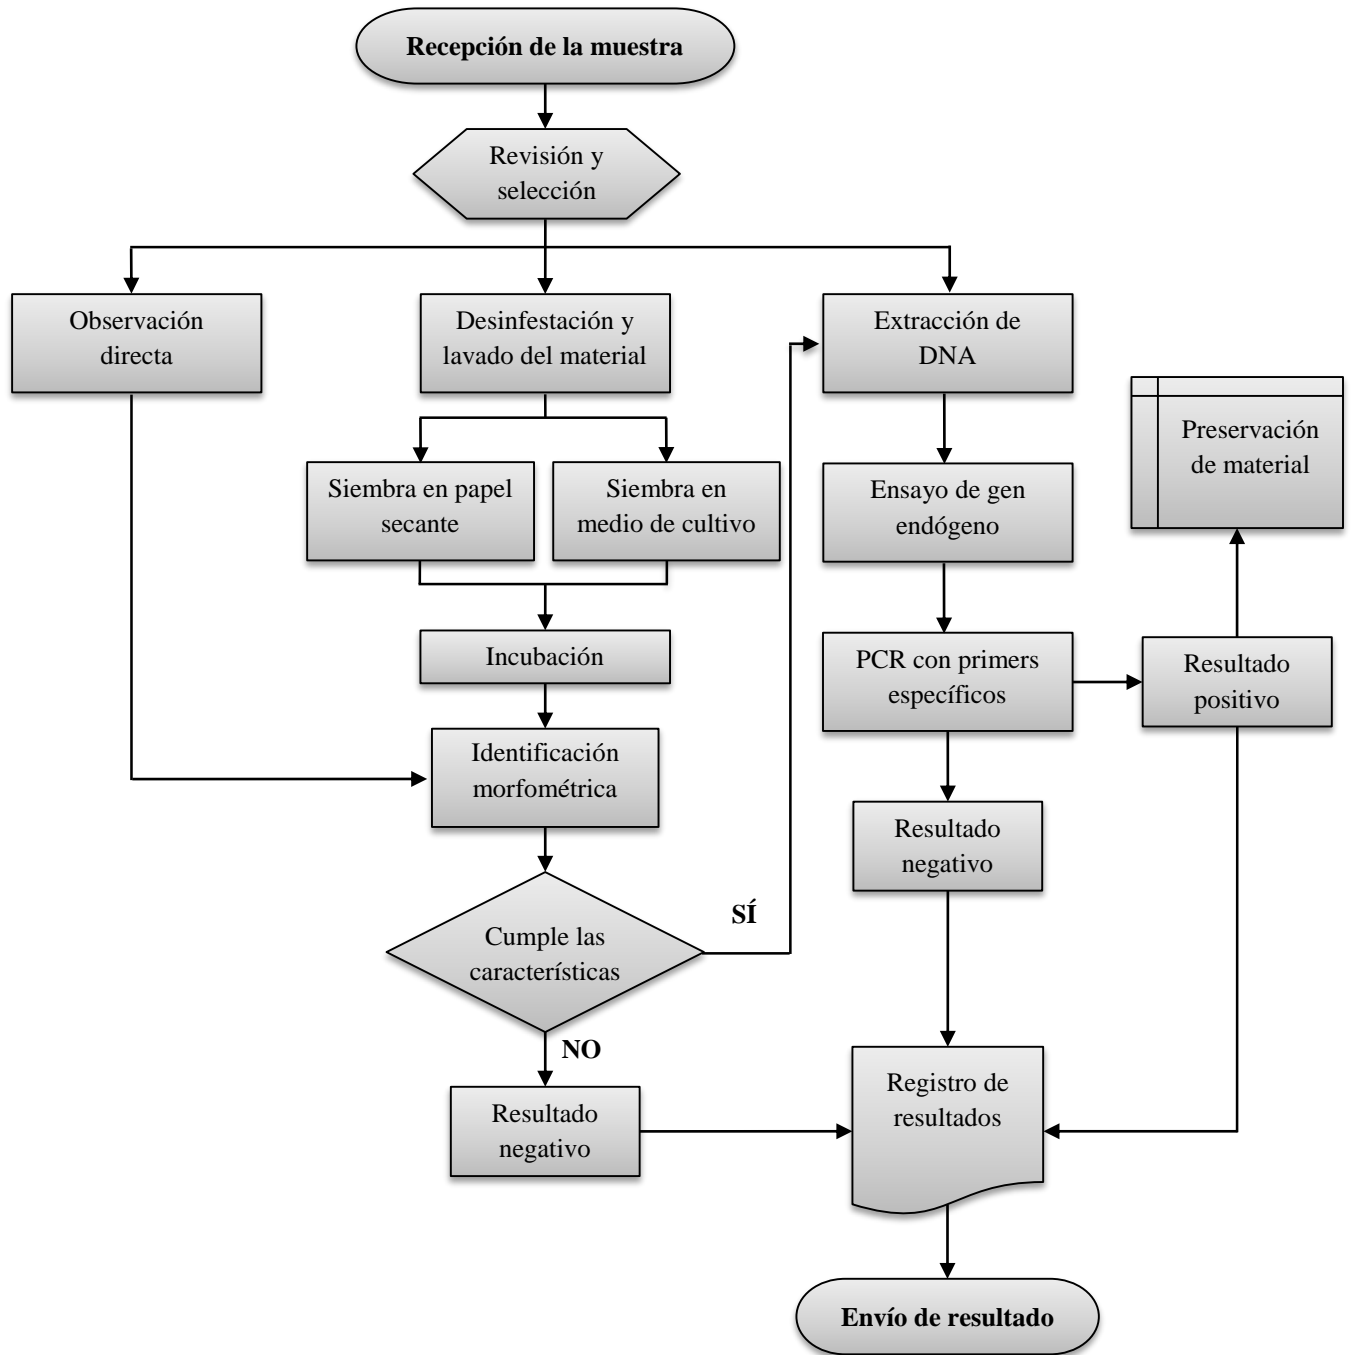 Recepción de la muestra
Revisión y
selección
Observación
directa
Desinfestación y
lavado del material
Extracción de
DNA
Siembra en papel
secante
Siembra en
medio de cultivo
Ensayo de gen
endógeno
Preservación
de material
Incubación
PCR con primers
específicos
Resultado
positivo
Identificación
morfométrica
Resultado
negativo
Cumple las
características
SÍ
NO
Resultado
negativo
Registro de
resultados
Envío de resultado